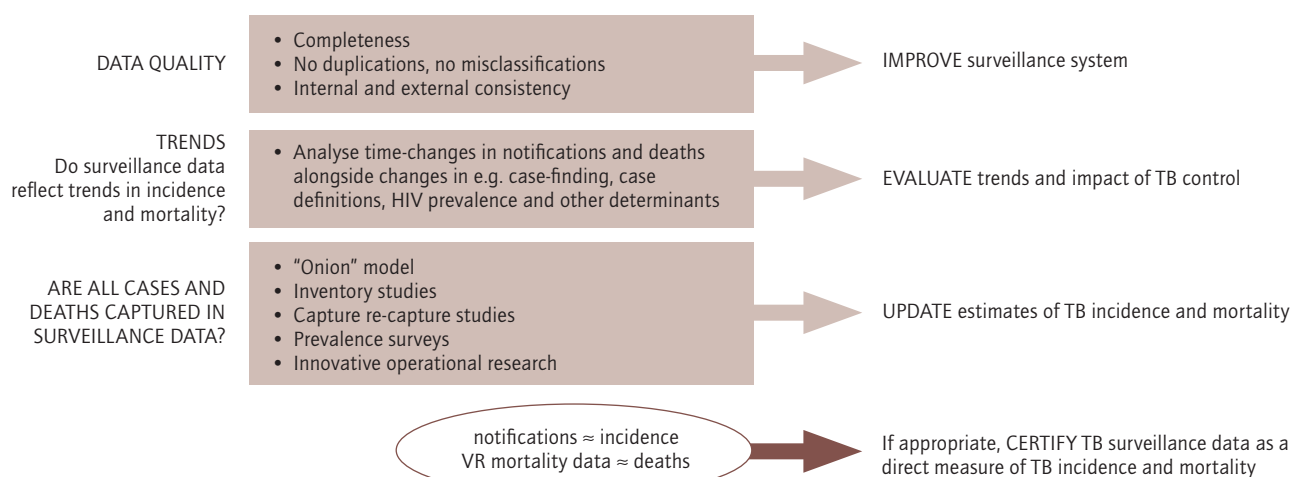 DATA QUALITY
• Completeness
• No duplications, no misclassifications
• Internal and external consistency
IMPROVE surveillance system
TRENDS
Do surveillance data
reflect trends in incidence
and mortality?
• Analyse time-changes in notifications and deaths
alongside changes in e.g. case-finding, case
definitions, HIV prevalence and other determinants
EVALUATE trends and impact of TB control
ARE ALL CASES AND
DEATHS CAPTURED IN
SURVEILLANCE DATA?
• "Onion" model
• Inventory studies
• Capture re-capture studies
• Prevalence surveys
• Innovative operational research
UPDATE estimates of TB incidence and mortality
notifications ≈ incidence
VR mortality data ≈ deaths
If appropriate, CERTIFY TB surveillance data as a
direct measure of TB incidence and mortality